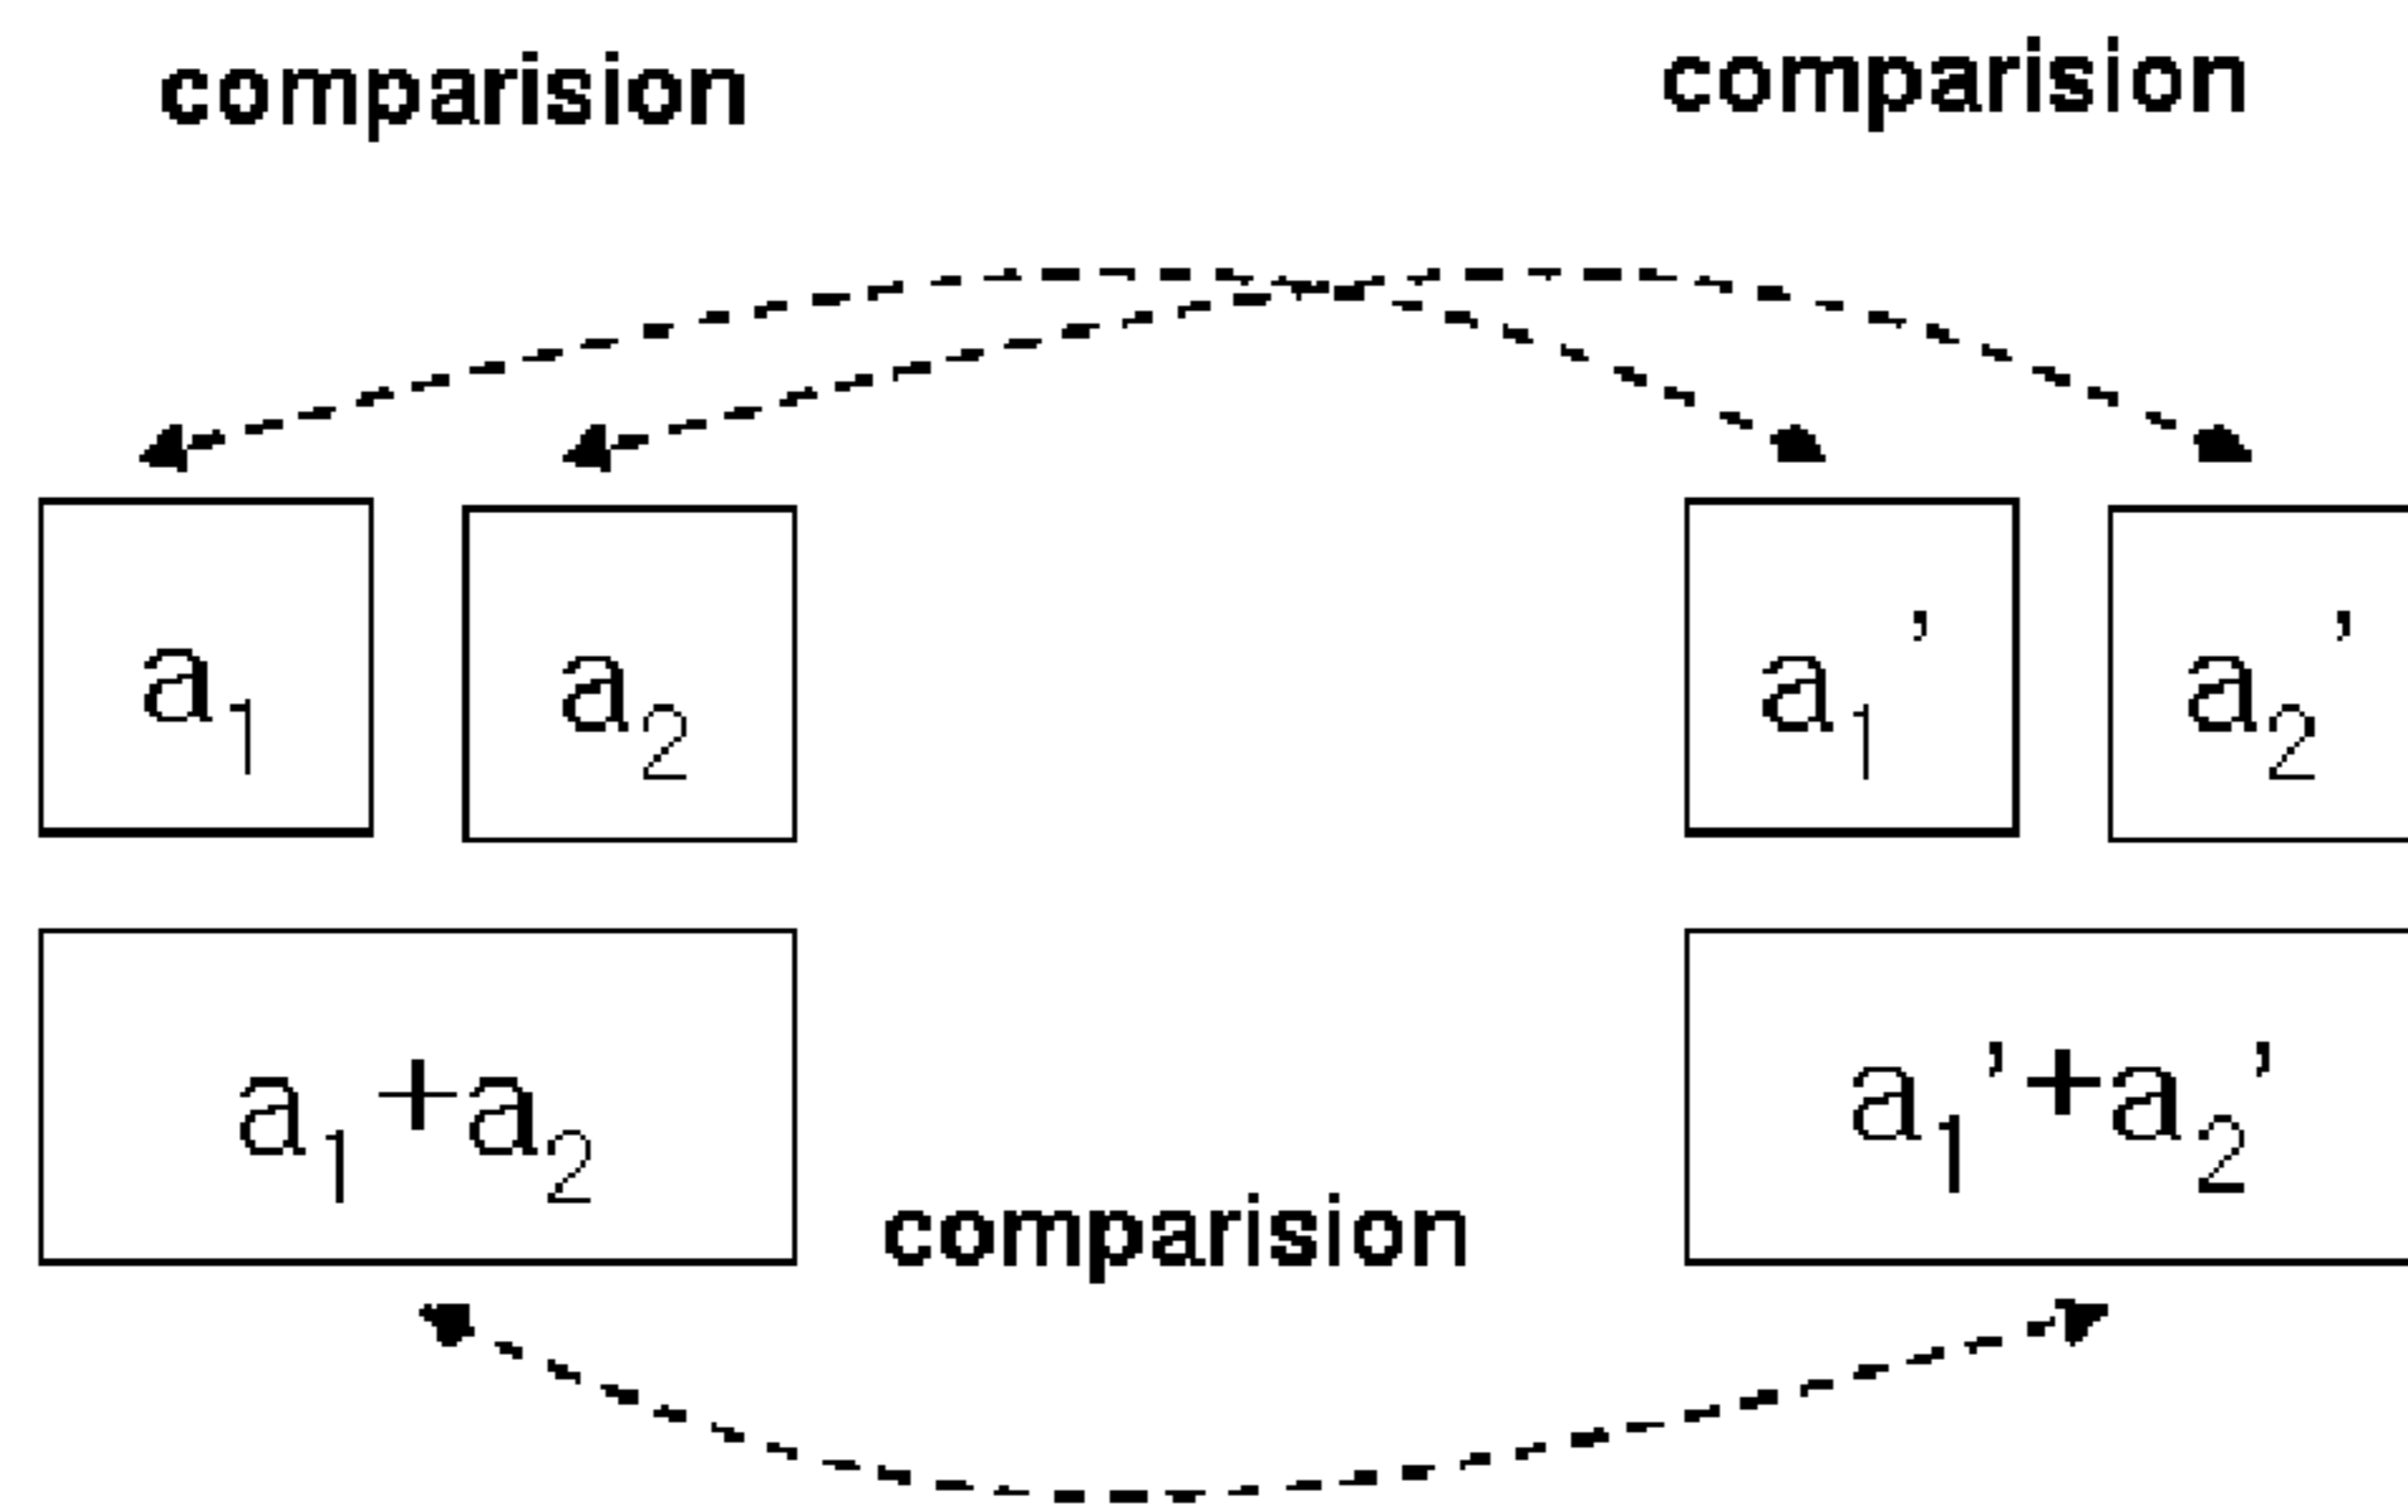 comparision comparision
a₁ a₂ a₁’ a₂’
a₁+a₂ a₁’+a₂’
comparision